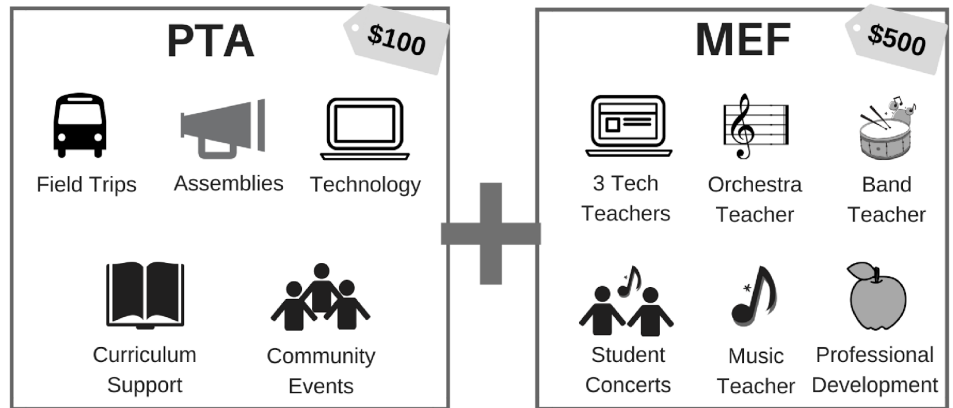 PTA
$100
Field Trips
Assemblies
Technology
Curriculum
Support
Community
Events
MEF
$500
3 Tech
Teachers
Orchestra
Teacher
Band
Teacher
Student
Concerts
Music
Teacher
Professional
Development